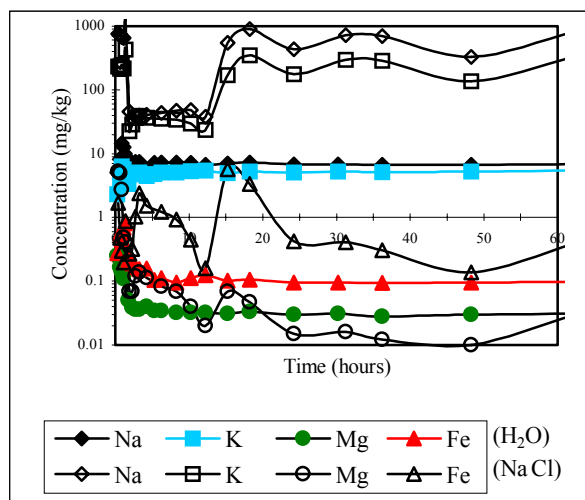 1000
100
10
1
0.1
0.01
Concentration (mg/kg)
0 10 20 30 40 50 60
Time (hours)
Na K Mg Fe (H₂O)
Na K Mg Fe (Na Cl)